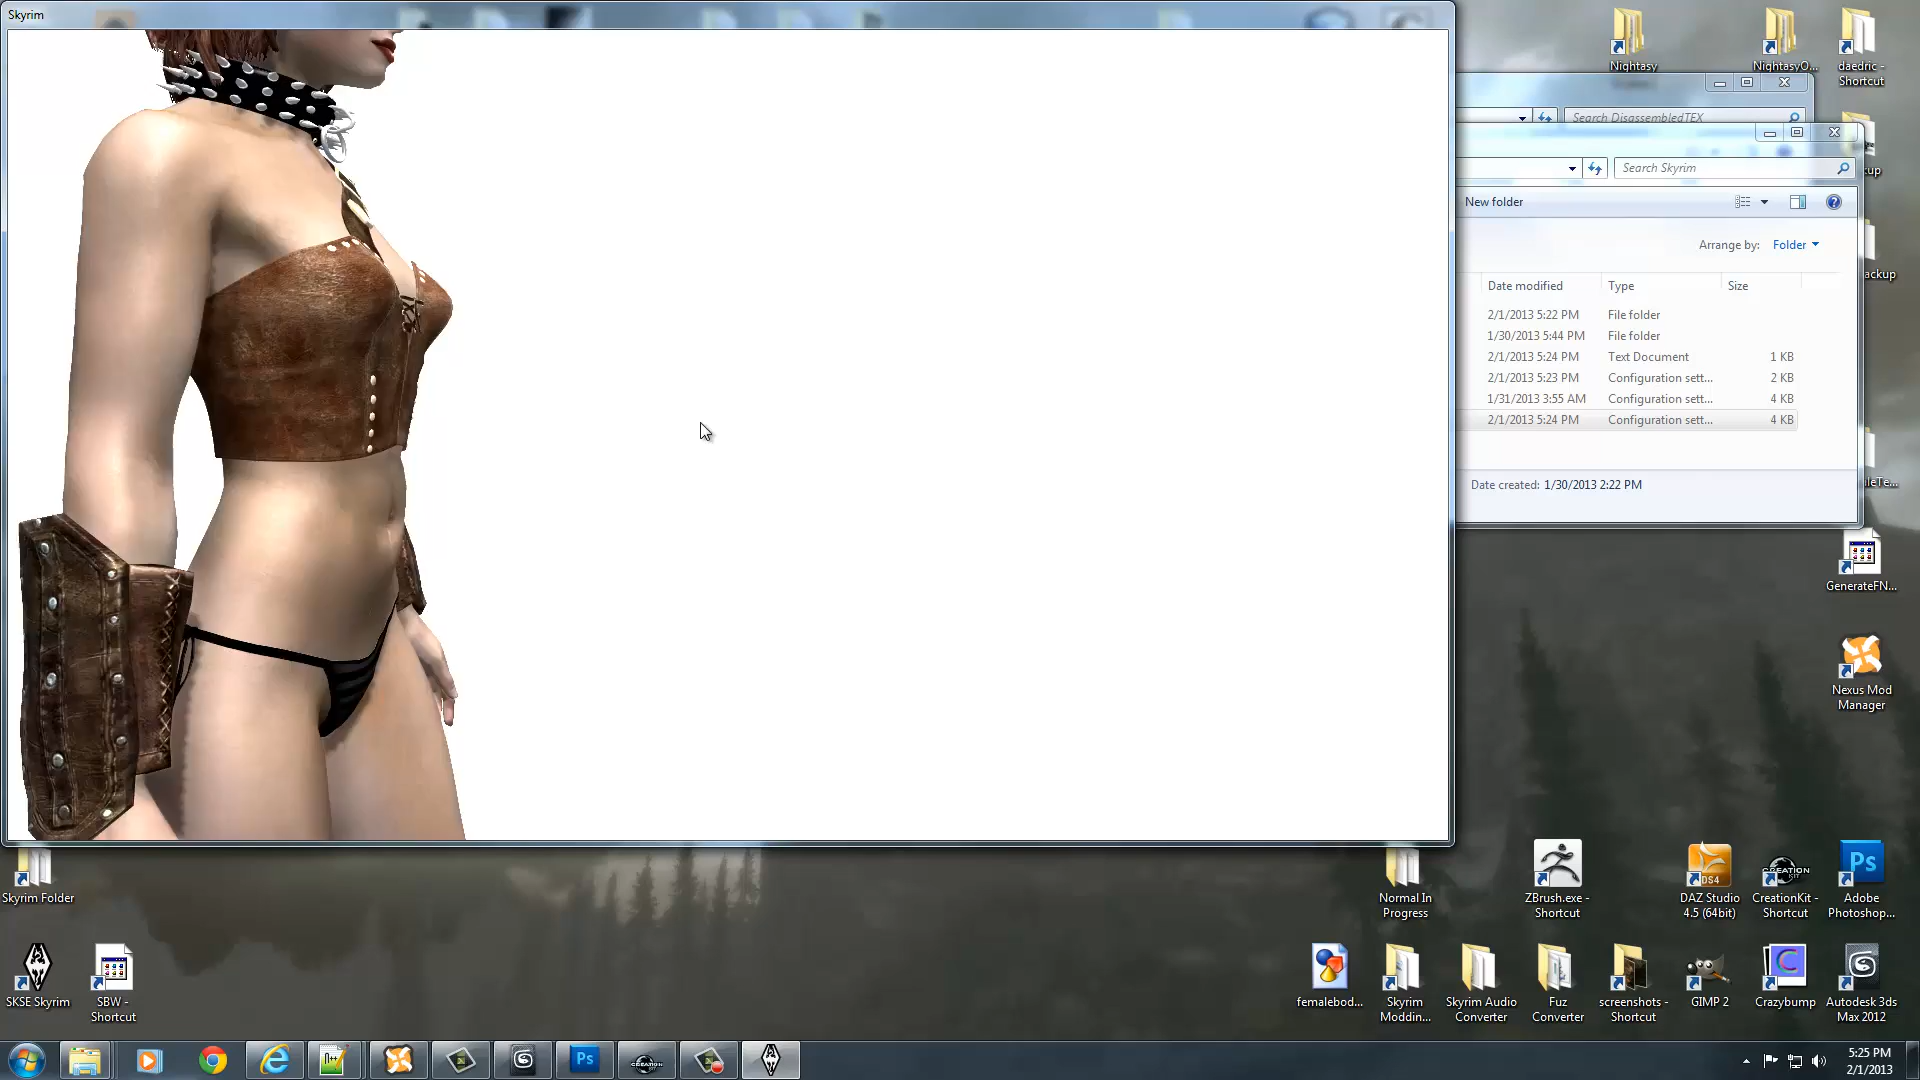 Skyrim
Nightasy
NightasyO...
daedric -
Shortcut
Search DisassembledTEX
Search Skyrim
New folder
Arrange by: Folder
Date modified Type Size
2/1/2013 5:22 PM File folder
1/30/2013 5:44 PM File folder
2/1/2013 5:24 PM Text Document 1 KB
2/1/2013 5:23 PM Configuration sett... 2 KB
1/31/2013 3:55 AM Configuration sett... 4 KB
2/1/2013 5:24 PM Configuration sett... 4 KB
Date created: 1/30/2013 2:22 PM
GenerateFN...
Nexus Mod
Manager
Skyrim Folder
Normal In
Progress
ZBrush.exe -
Shortcut
DAZ Studio
4.5 (64bit)
CreationKit -
Shortcut
Adobe
Photoshop...
SKSE Skyrim
SBW -
Shortcut
femalebod...
Skyrim
Moddin...
Skyrim Audio
Converter
Fuz
Converter
screenshots -
Shortcut
GIMP 2
Crazybump
Autodesk 3ds
Max 2012
5:25 PM
2/1/2013